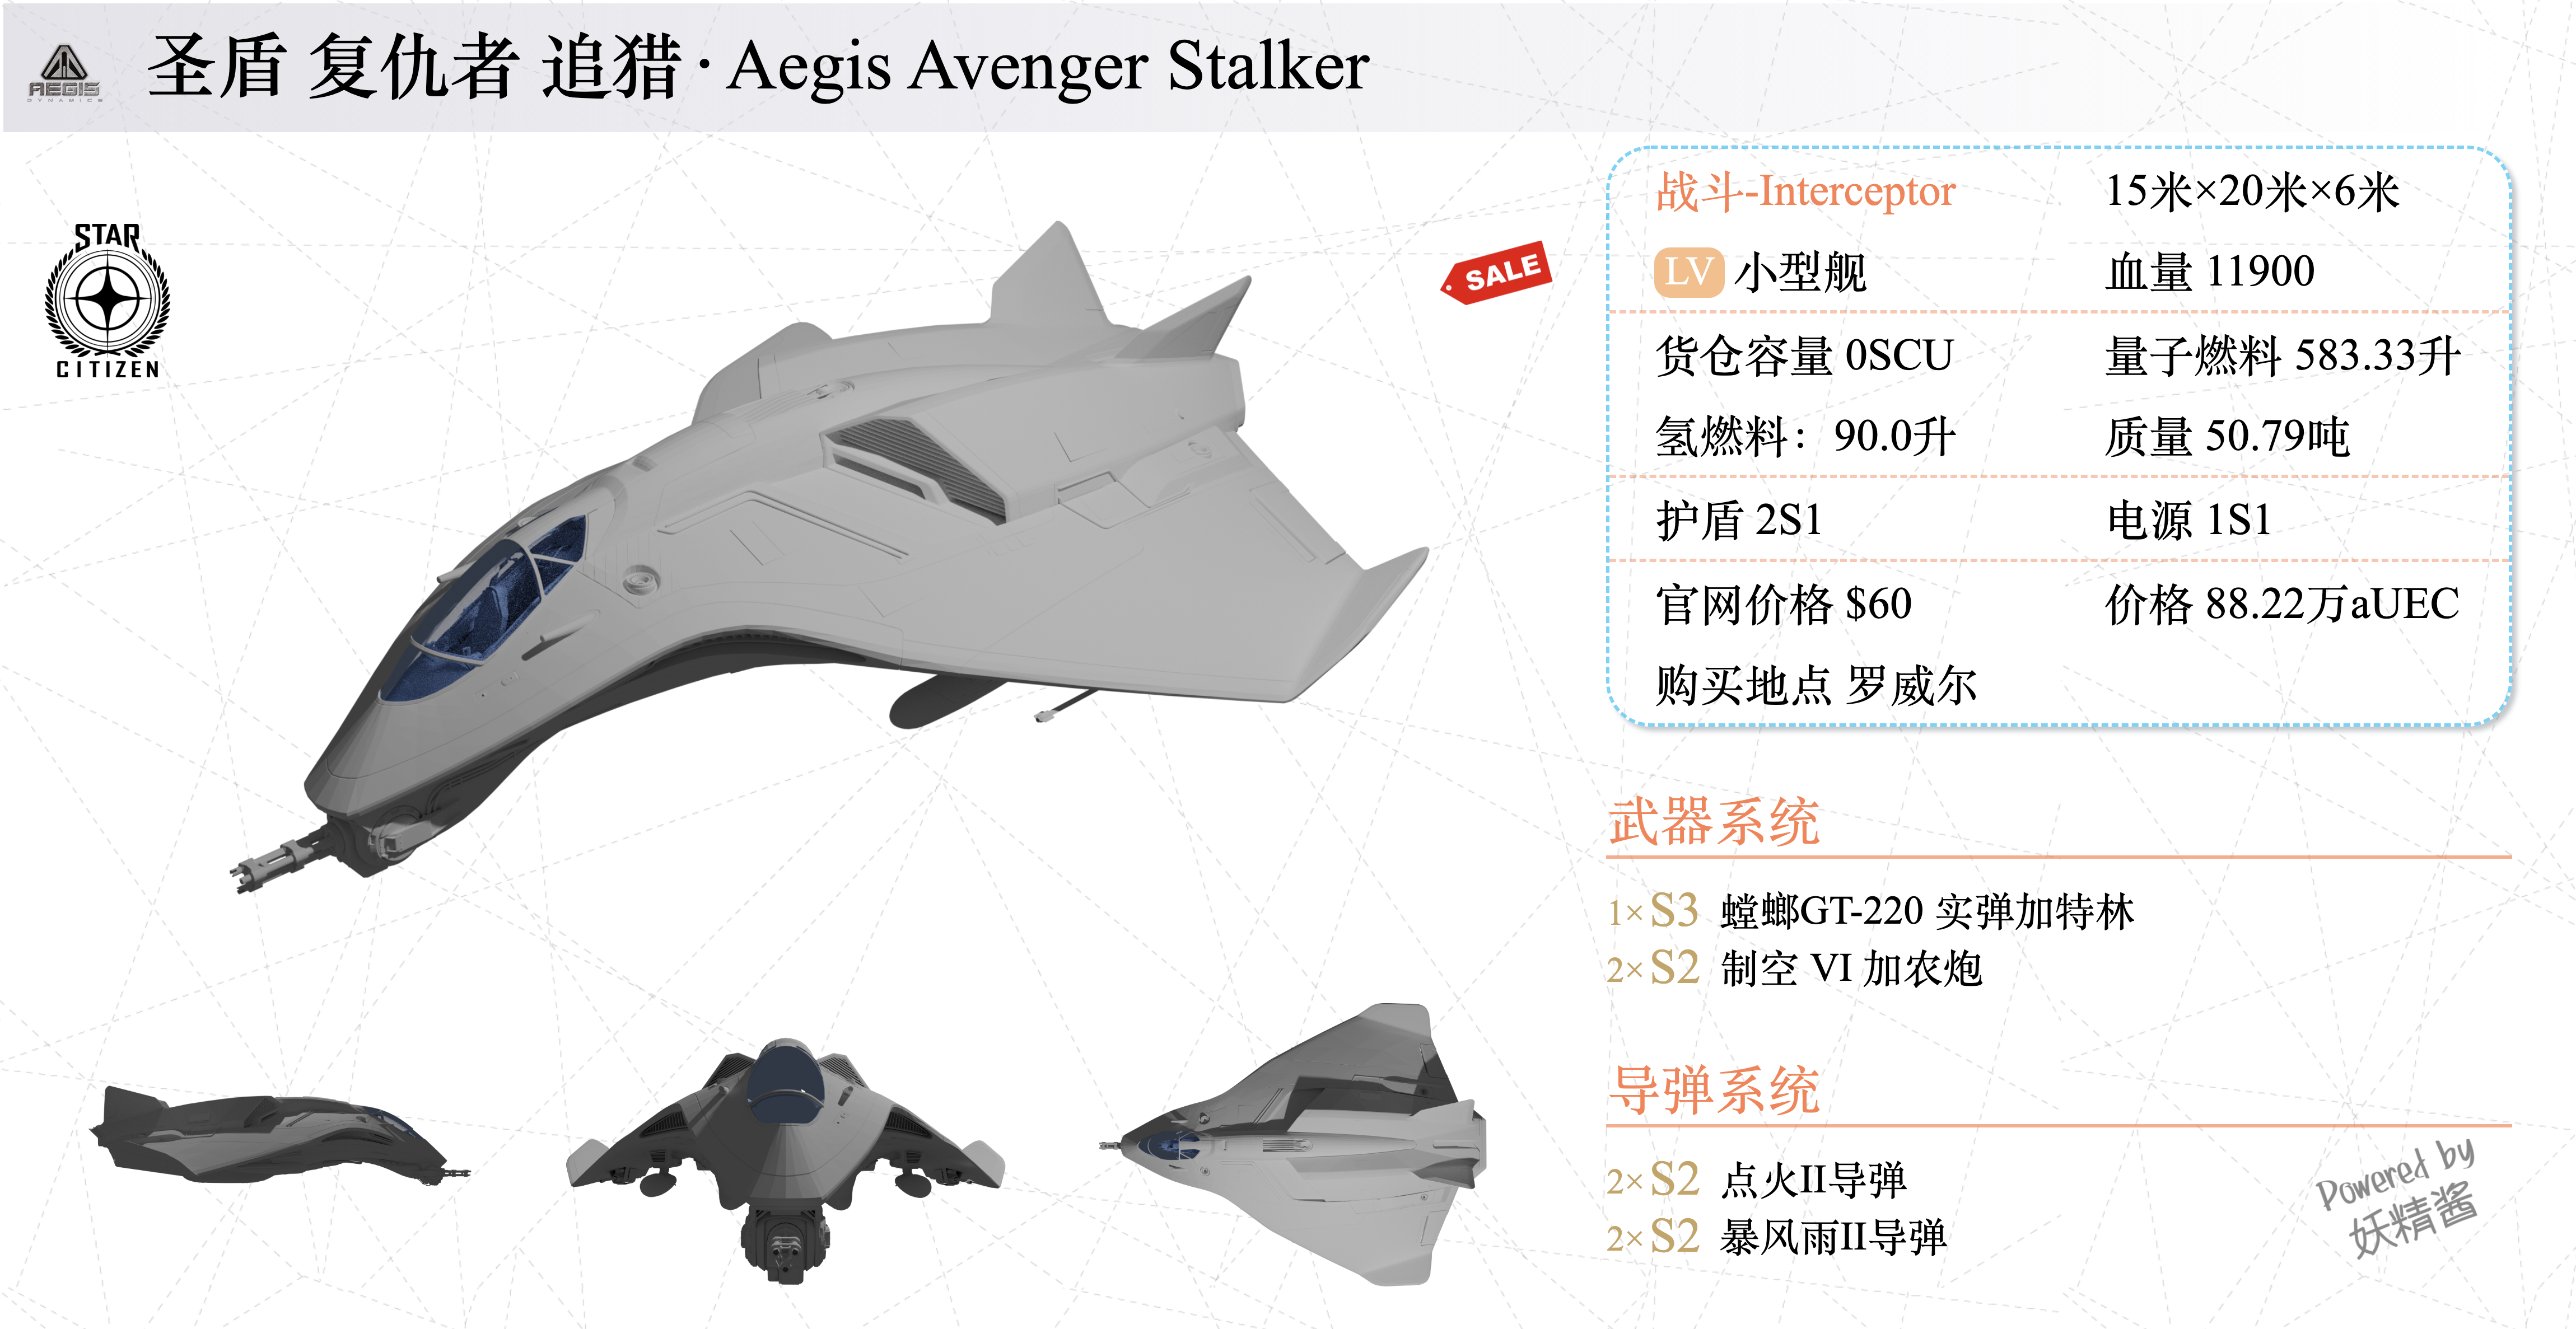 AEGIS
DYNAMICS
圣盾 复仇者 追猎·Aegis Avenger Stalker
STAR
CITIZEN
SALE
战斗-Interceptor 15米×20米×6米
LV 小型舰 血量 11900
货仓容量 0SCU 量子燃料 583.33升
氢燃料：90.0升 质量 50.79吨
护盾 2S1 电源 1S1
官网价格 $60 价格 88.22万aUEC
购买地点 罗威尔
武器系统
1× S3 螳螂GT-220 实弹加特林
2× S2 制空 VI 加农炮
导弹系统
2× S2 点火II导弹
2× S2 暴风雨II导弹
Powered by
妖精酱